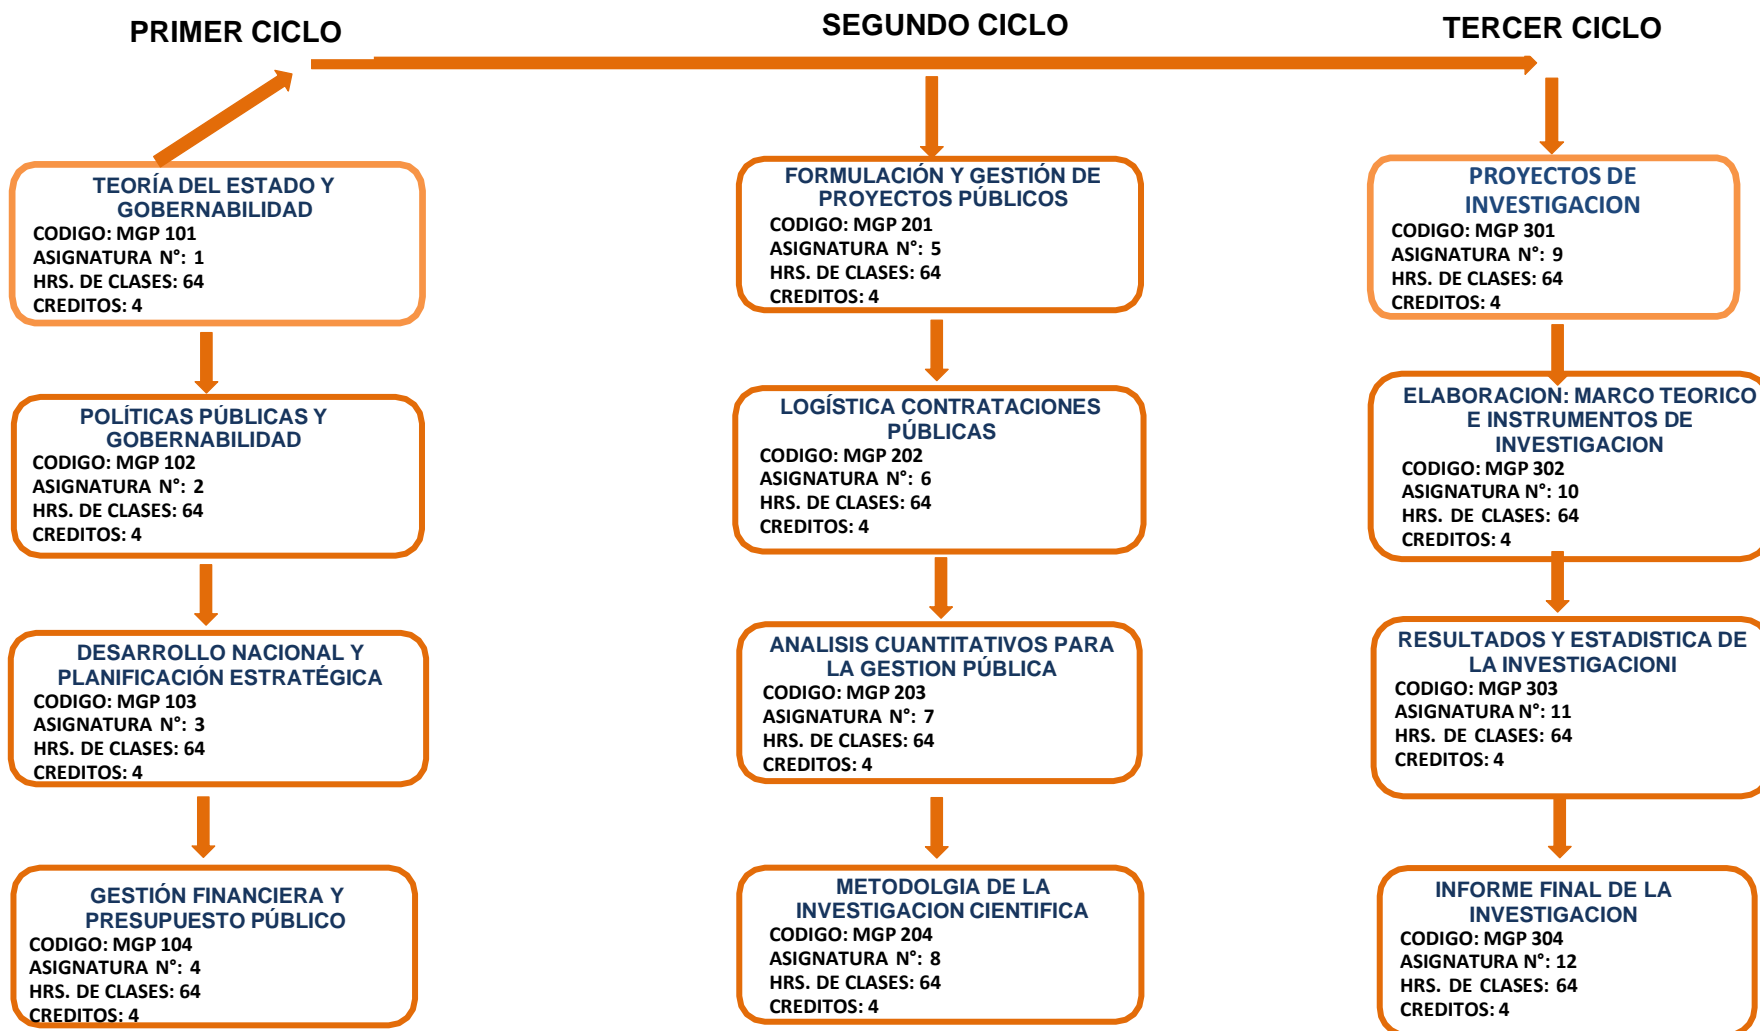 PRIMER CICLO
SEGUNDO CICLO
TERCER CICLO
TEORÍA DEL ESTADO Y
GOBERNABILIDAD
CODIGO: MGP 101
ASIGNATURA N°: 1
HRS. DE CLASES: 64
CREDITOS: 4
POLÍTICAS PÚBLICAS Y
GOBERNABILIDAD
CODIGO: MGP 102
ASIGNATURA N°: 2
HRS. DE CLASES: 64
CREDITOS: 4
DESARROLLO NACIONAL Y
PLANIFICACIÓN ESTRATÉGICA
CODIGO: MGP 103
ASIGNATURA N°: 3
HRS. DE CLASES: 64
CREDITOS: 4
GESTIÓN FINANCIERA Y
PRESUPUESTO PÚBLICO
CODIGO: MGP 104
ASIGNATURA N°: 4
HRS. DE CLASES: 64
CREDITOS: 4
FORMULACIÓN Y GESTIÓN DE
PROYECTOS PÚBLICOS
CODIGO: MGP 201
ASIGNATURA N°: 5
HRS. DE CLASES: 64
CREDITOS: 4
LOGÍSTICA CONTRATACIONES
PÚBLICAS
CODIGO: MGP 202
ASIGNATURA N°: 6
HRS. DE CLASES: 64
CREDITOS: 4
ANALISIS CUANTITATIVOS PARA
LA GESTION PÚBLICA
CODIGO: MGP 203
ASIGNATURA N°: 7
HRS. DE CLASES: 64
CREDITOS: 4
METODOLGIA DE LA
INVESTIGACION CIENTIFICA
CODIGO: MGP 204
ASIGNATURA N°: 8
HRS. DE CLASES: 64
CREDITOS: 4
PROYECTOS DE
INVESTIGACION
CODIGO: MGP 301
ASIGNATURA N°: 9
HRS. DE CLASES: 64
CREDITOS: 4
ELABORACION: MARCO TEORICO
E INSTRUMENTOS DE
INVESTIGACION
CODIGO: MGP 302
ASIGNATURA N°: 10
HRS. DE CLASES: 64
CREDITOS: 4
RESULTADOS Y ESTADISTICA DE
LA INVESTIGACIONI
CODIGO: MGP 303
ASIGNATURA N°: 11
HRS. DE CLASES: 64
CREDITOS: 4
INFORME FINAL DE LA
INVESTIGACION
CODIGO: MGP 304
ASIGNATURA N°: 12
HRS. DE CLASES: 64
CREDITOS: 4